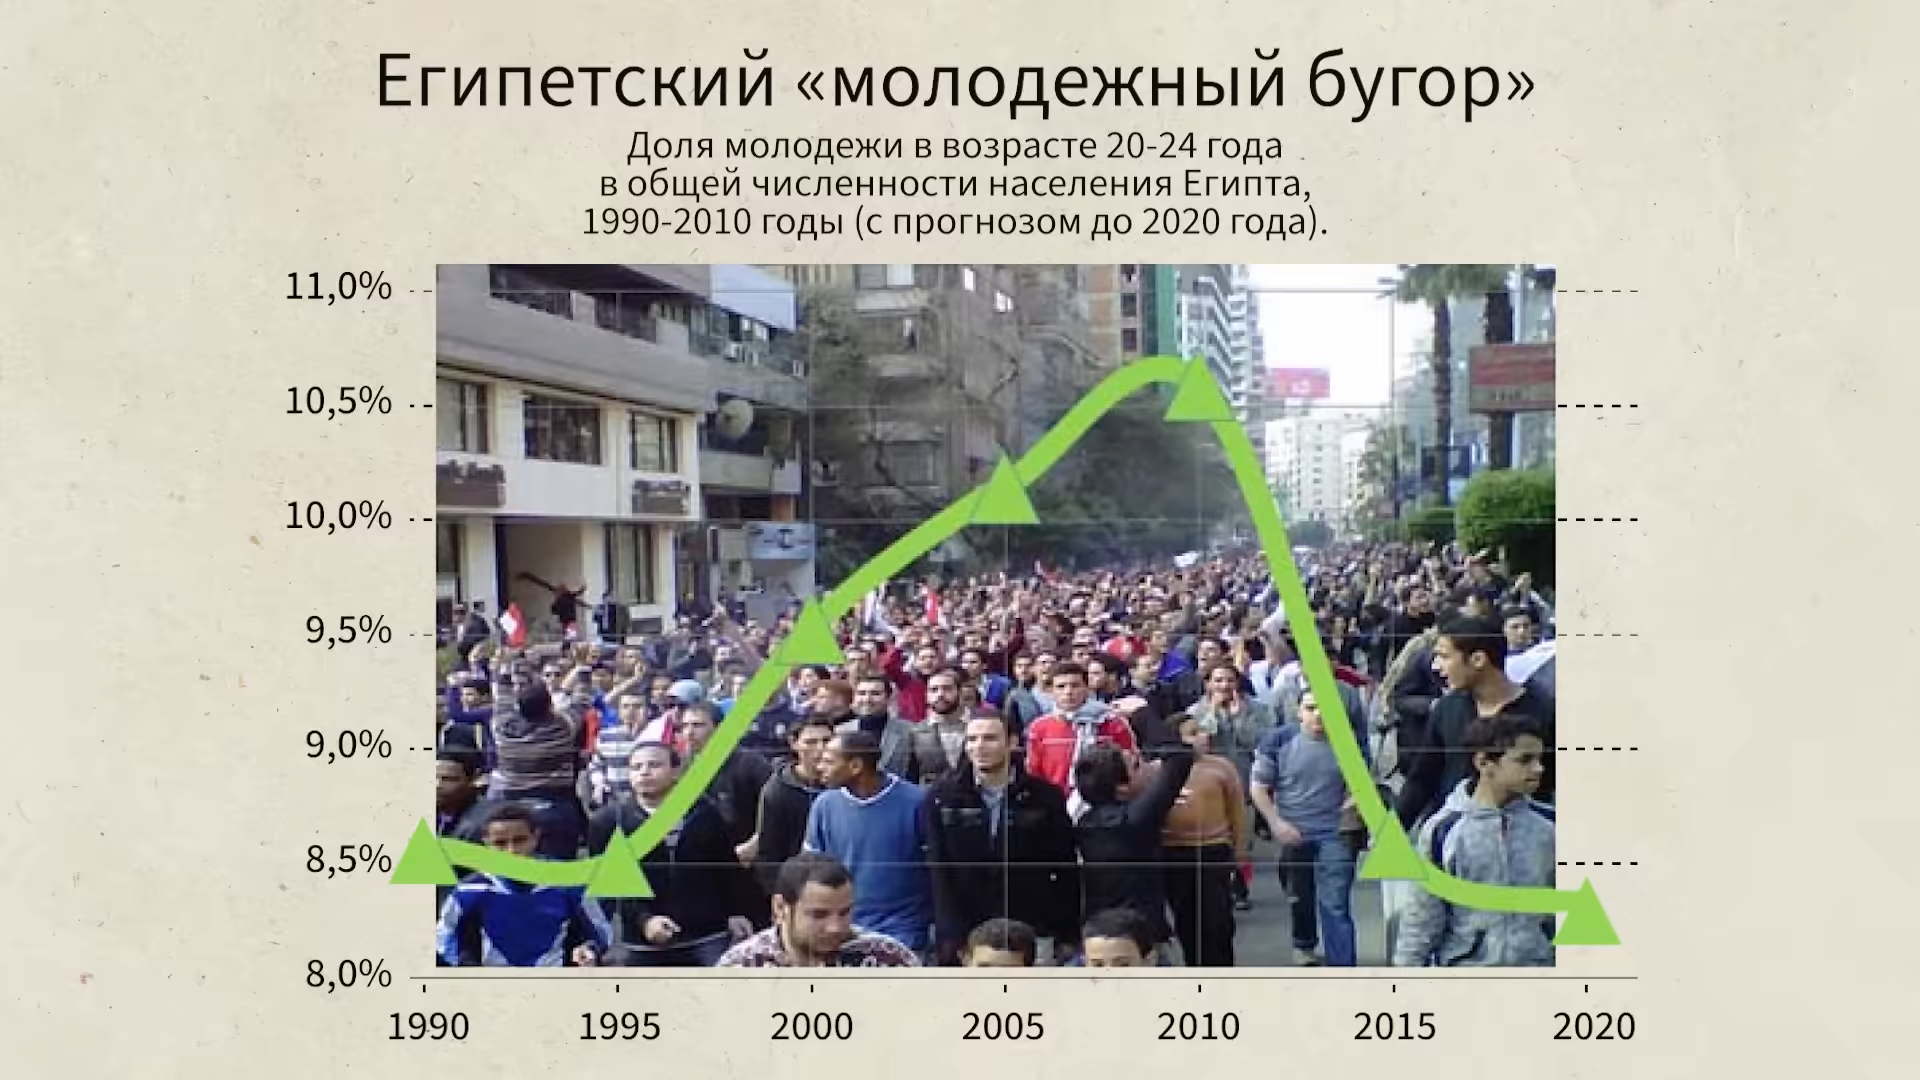 Египетский «молодежный бугор»
Доля молодежи в возрасте 20-24 года
в общей численности населения Египта,
1990-2010 годы (с прогнозом до 2020 года).
11,0%
10,5%
10,0%
9,5%
9,0%
8,5%
8,0%
1990 1995 2000 2005 2010 2015 2020